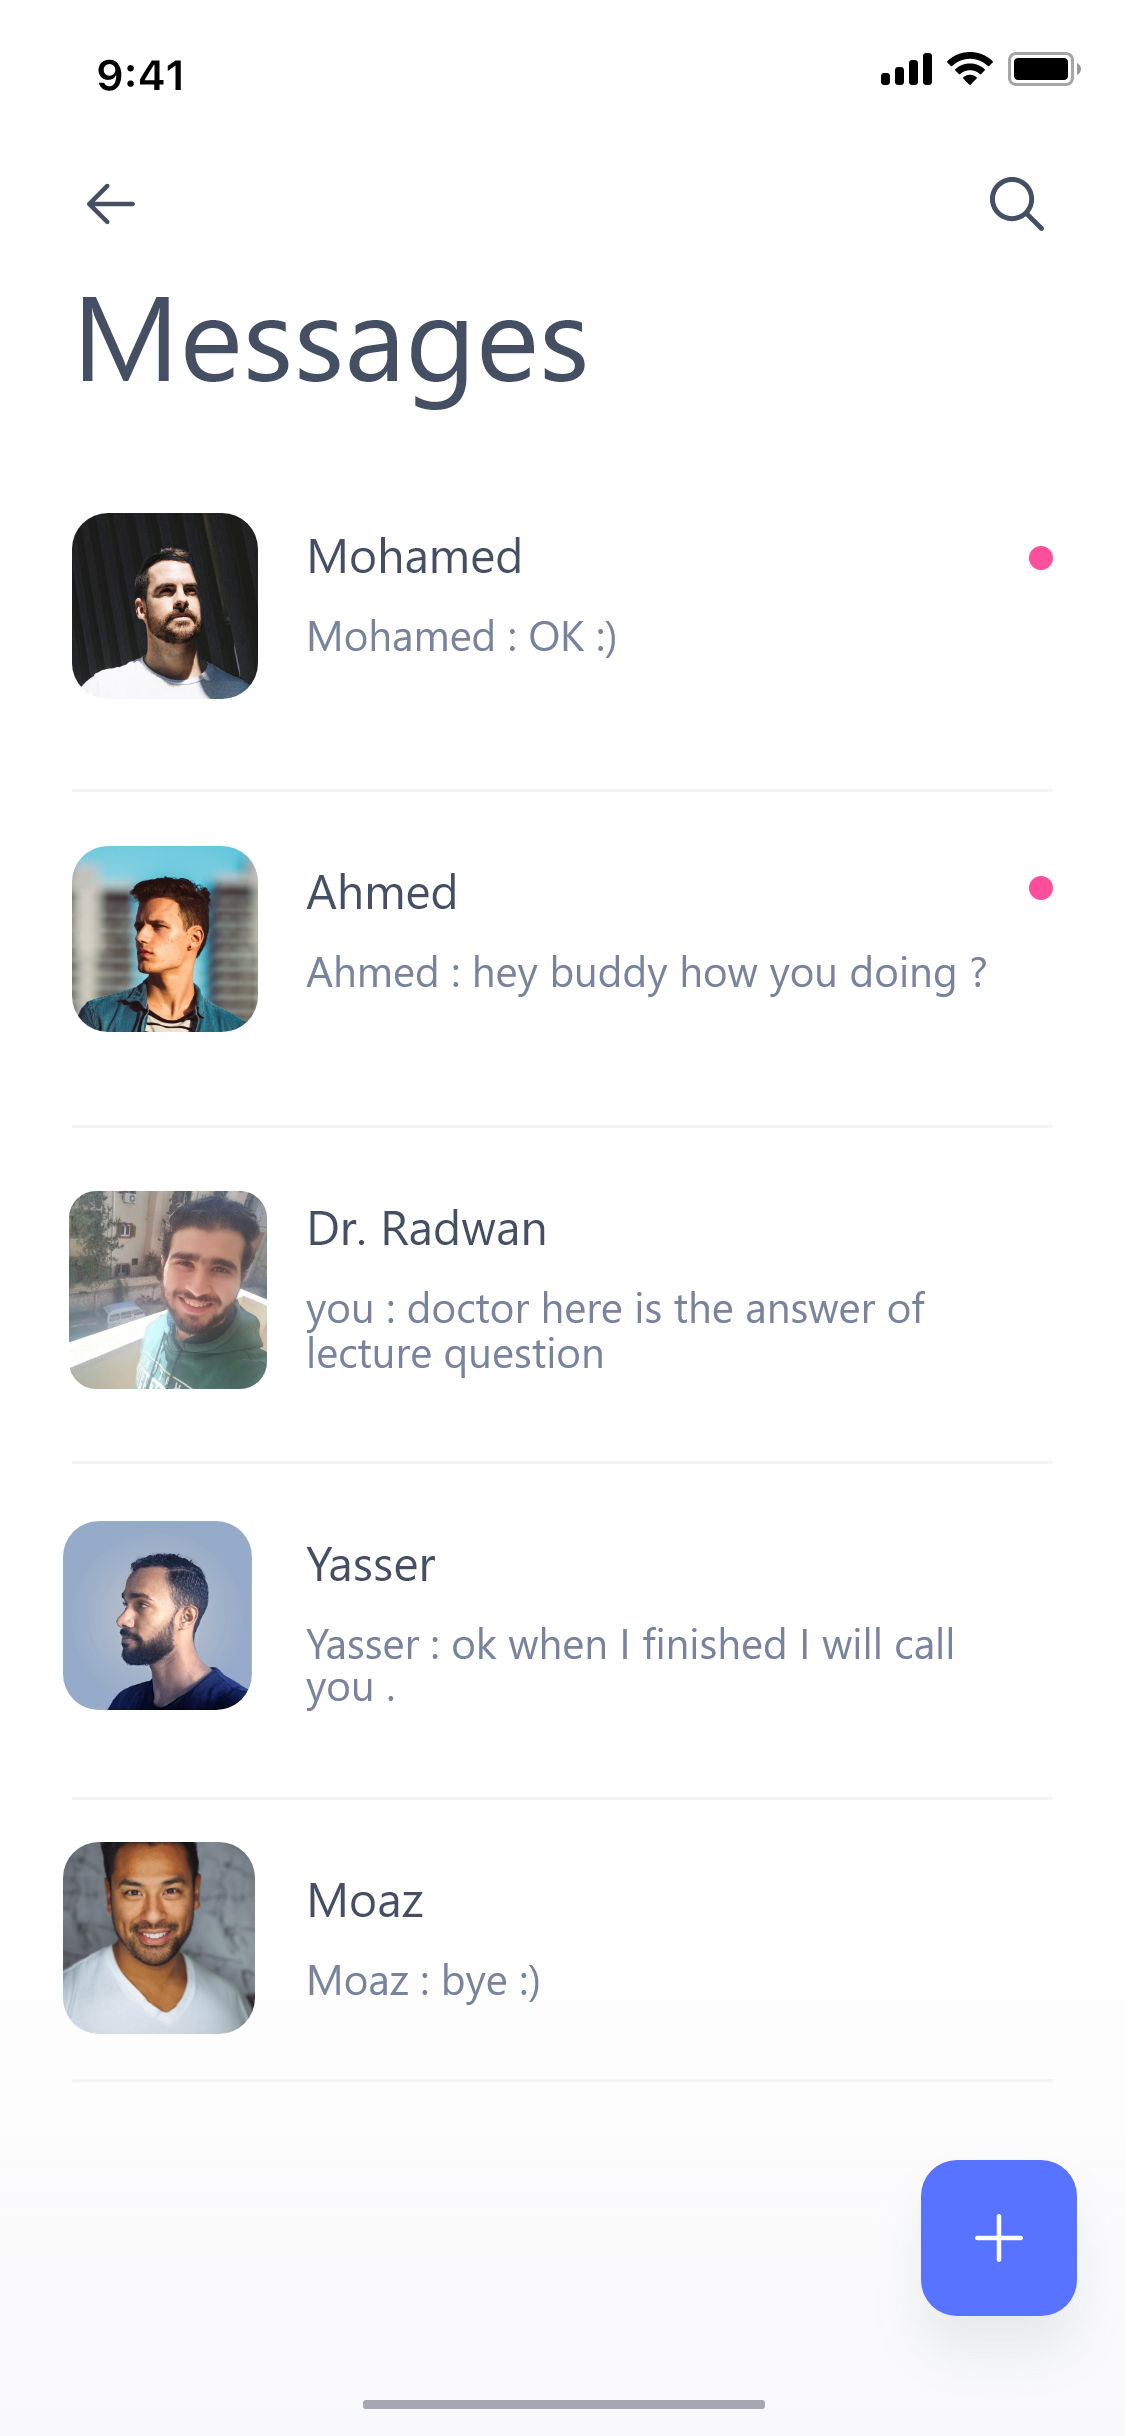 9:41
Messages
Mohamed
Mohamed : OK :)
Ahmed
Ahmed : hey buddy how you doing ?
Dr. Radwan
you : doctor here is the answer of
lecture question
Yasser
Yasser : ok when I finished I will call
you .
Moaz
Moaz : bye :)